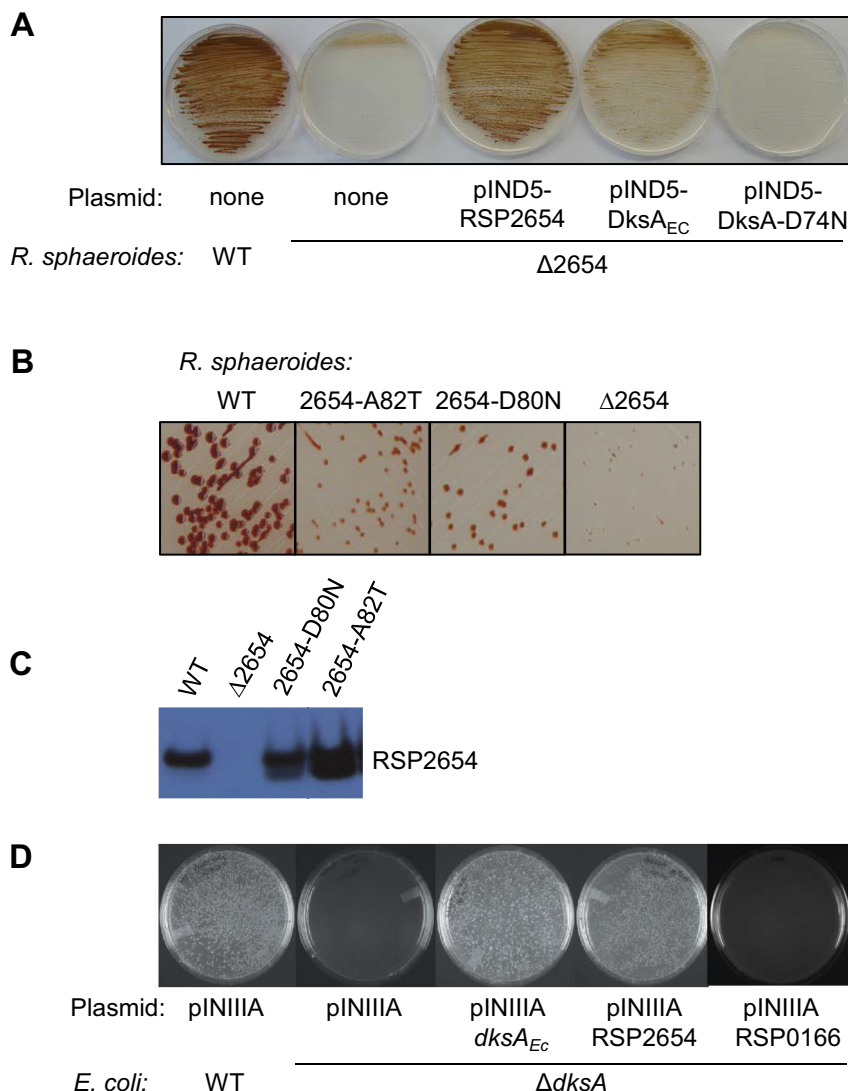 A
Plasmid: none none pIND5- pIND5- pIND5-
RSP2654 DksAEC DksA-D74N
R. sphaeroides: WT Δ2654
B
R. sphaeroides:
WT 2654-A82T 2654-D80N Δ2654
C
WT Δ2654 2654-D80N 2654-A82T
RSP2654
D
Plasmid: pINIIIA pINIIIA pINIIIA pINIIIA pINIIIA
dksAEc RSP2654 RSP0166
E. coli: WT ΔdksA